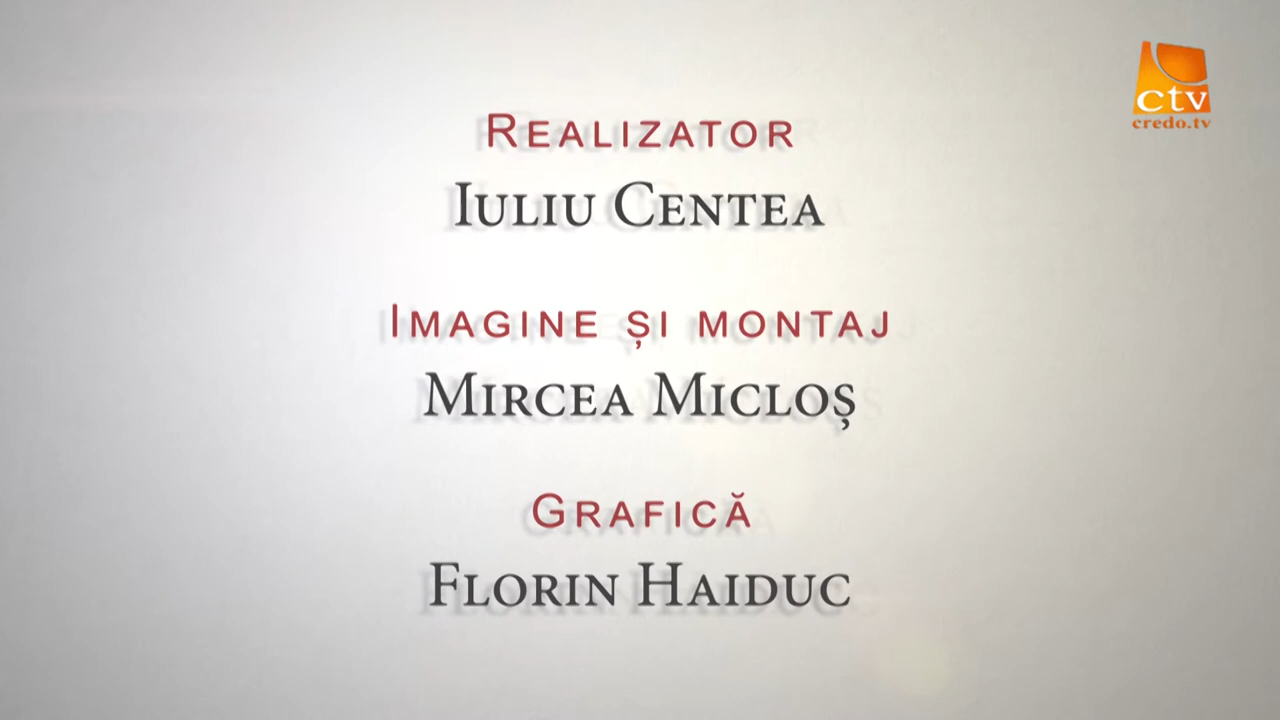 Realizator
Iuliu Centea
Imagine și montaj
Mircea Micloș
Grafică
Florin Haiduc
ctv
credo.tv